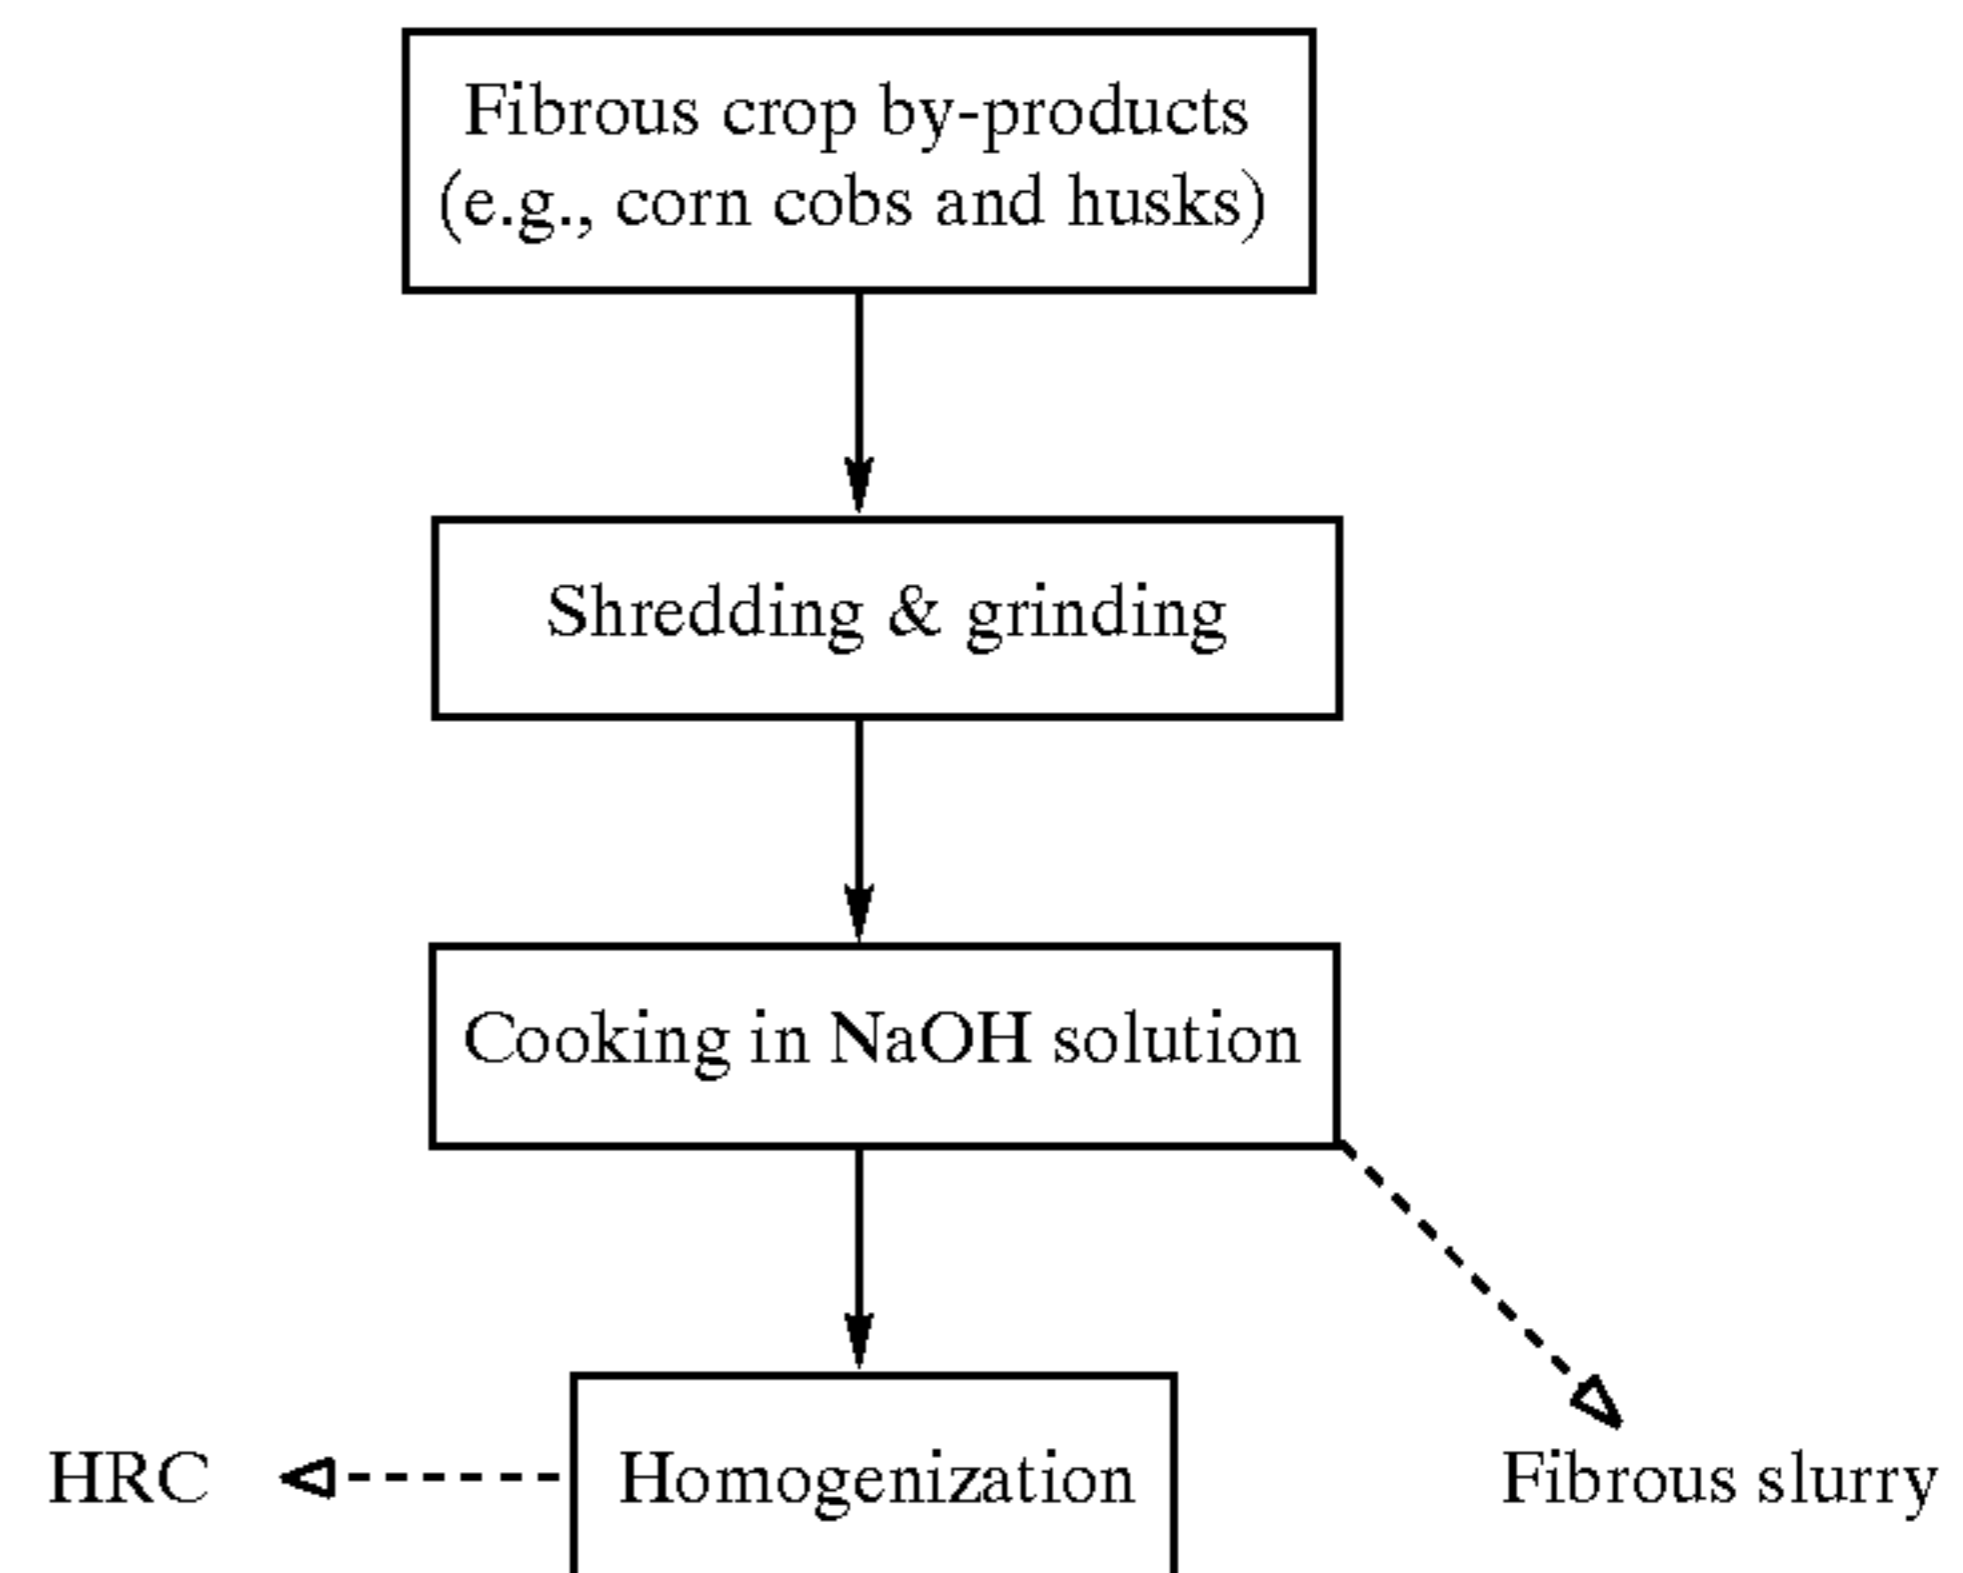 Fibrous crop by-products
(e.g., corn cobs and husks)
Shredding & grinding
Cooking in NaOH solution
HRC
Homogenization
Fibrous slurry